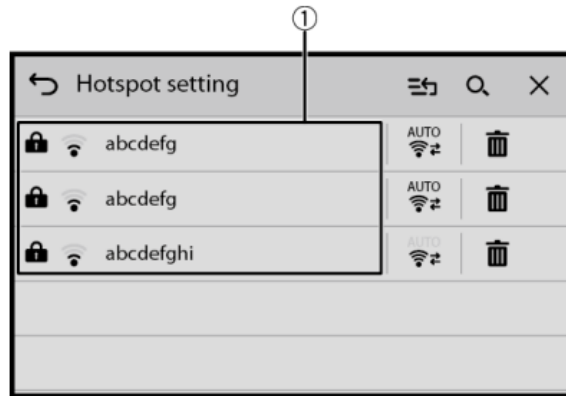 ①
Hotspot setting
abcdefg
AUTO
abcdefg
AUTO
abcdefghi
AUTO